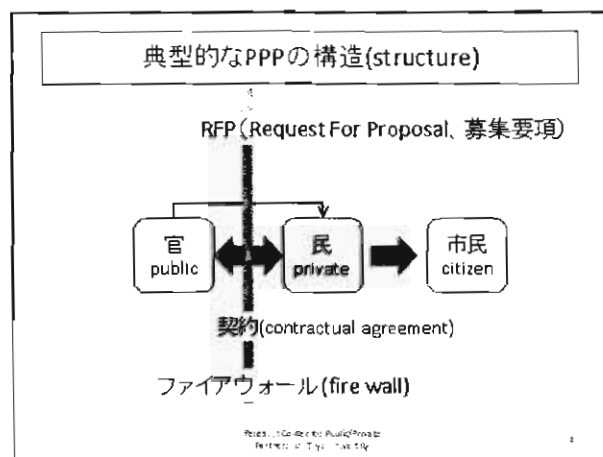 典型的なPPPの構造(structure)
RFP(Request For Proposal、募集要項)
官
public
民
private
市民
citizen
契約(contractual agreement)
ファイアウォール(fire wall)